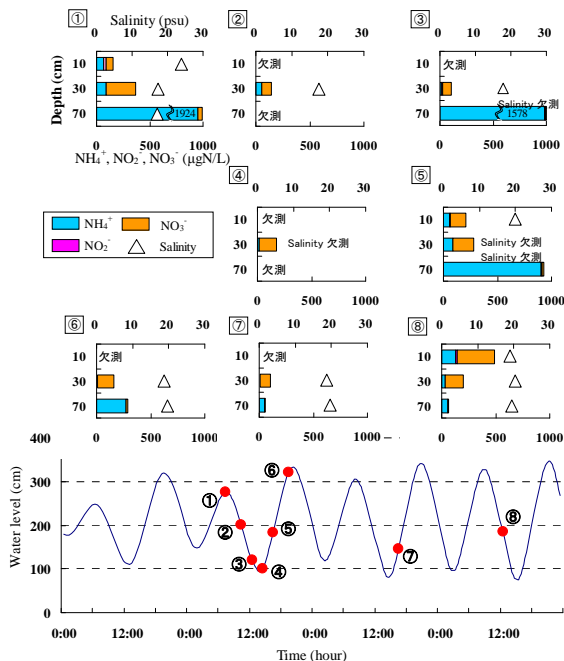 ① Salinity (psu) ② ③
0 10 20 30 0 10 20 30 0 10 20 30
Depth (cm)
10 欠測 欠測
30
70 1924 欠測 Salinity 欠測 1578
0 500 1000 0 500 1000 0 500 1000
NH₄⁺, NO₂⁻, NO₃⁻ (μgN/L)
④ ⑤
0 10 20 30 0 10 20 30
10 欠測 10
30 Salinity 欠測 30 Salinity 欠測
70 欠測 70 Salinity 欠測
0 500 1000 0 500 1000
NH₄⁺ NO₃⁻
NO₂⁻ Salinity
⑥ ⑦ ⑧
0 10 20 30 0 10 20 30 0 10 20 30
10 欠測 10 欠測 10
30 30 30
70 70 70
0 500 1000 0 500 1000 0 500 1000
Water level (cm)
400
300
200
100
0
① ② ③ ④ ⑤ ⑥ ⑦ ⑧
0:00 12:00 0:00 12:00 0:00 12:00 0:00 12:00
Time (hour)